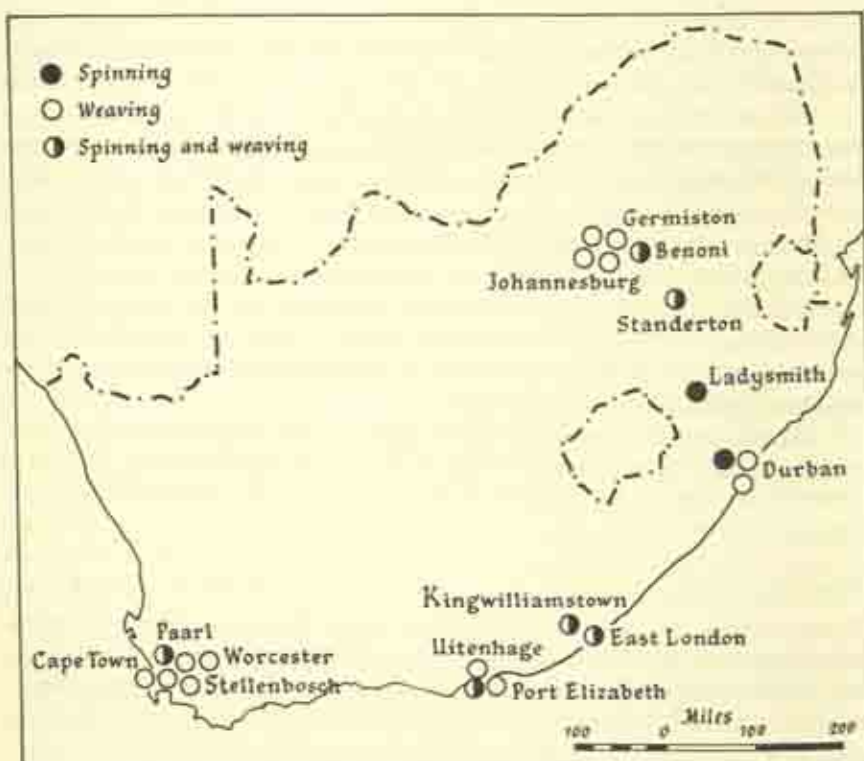 Spinning
Weaving
Spinning and weaving
Germiston
Benoni
Johannesburg
Standerton
Ladysmith
Durban
Kingwilliamstown
East London
Uitenhage
Port Elizabeth
Paarl
Cape Town
Worcester
Stellenbosch
Miles
100 0 100 200